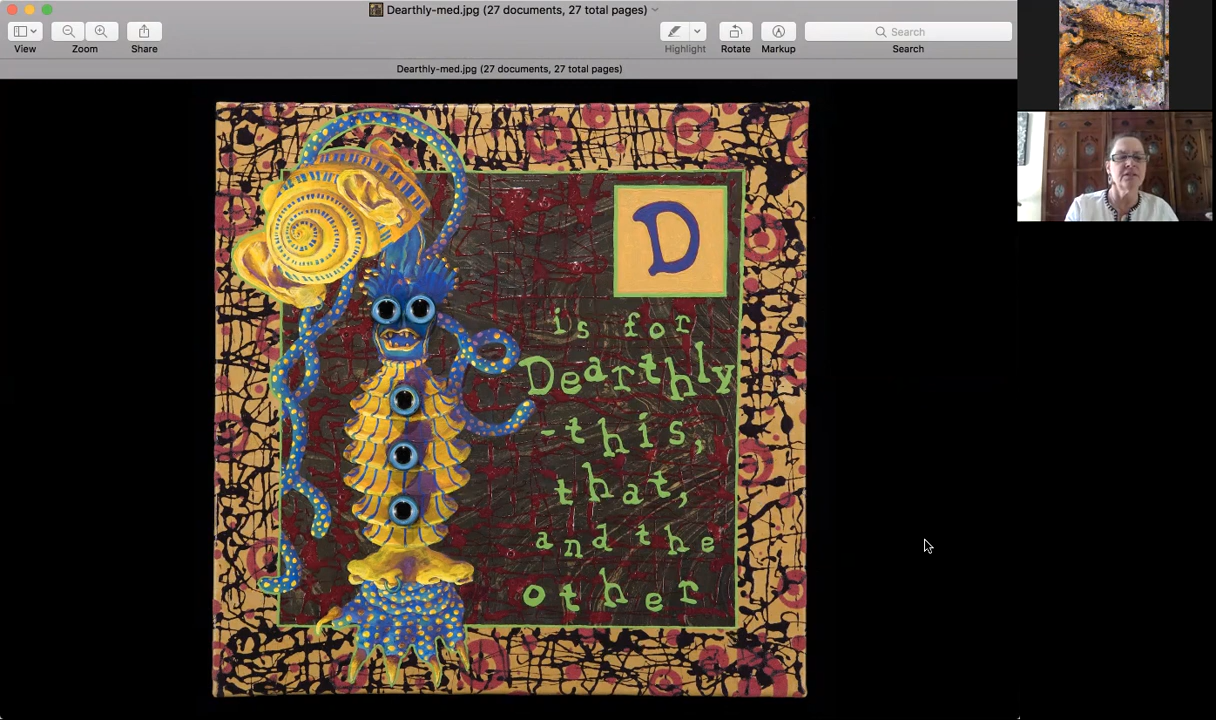 Dearthly-med.jpg (27 documents, 27 total pages)
View
Zoom
Share
Highlight
Rotate
Markup
Search
Search
Dearthly-med.jpg (27 documents, 27 total pages)
D
is for
Dearthly
-this,
that,
and the
other